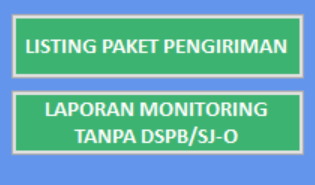 LISTING PAKET PENGIRIMAN
LAPORAN MONITORING
TANPA DSPB/SJ-O